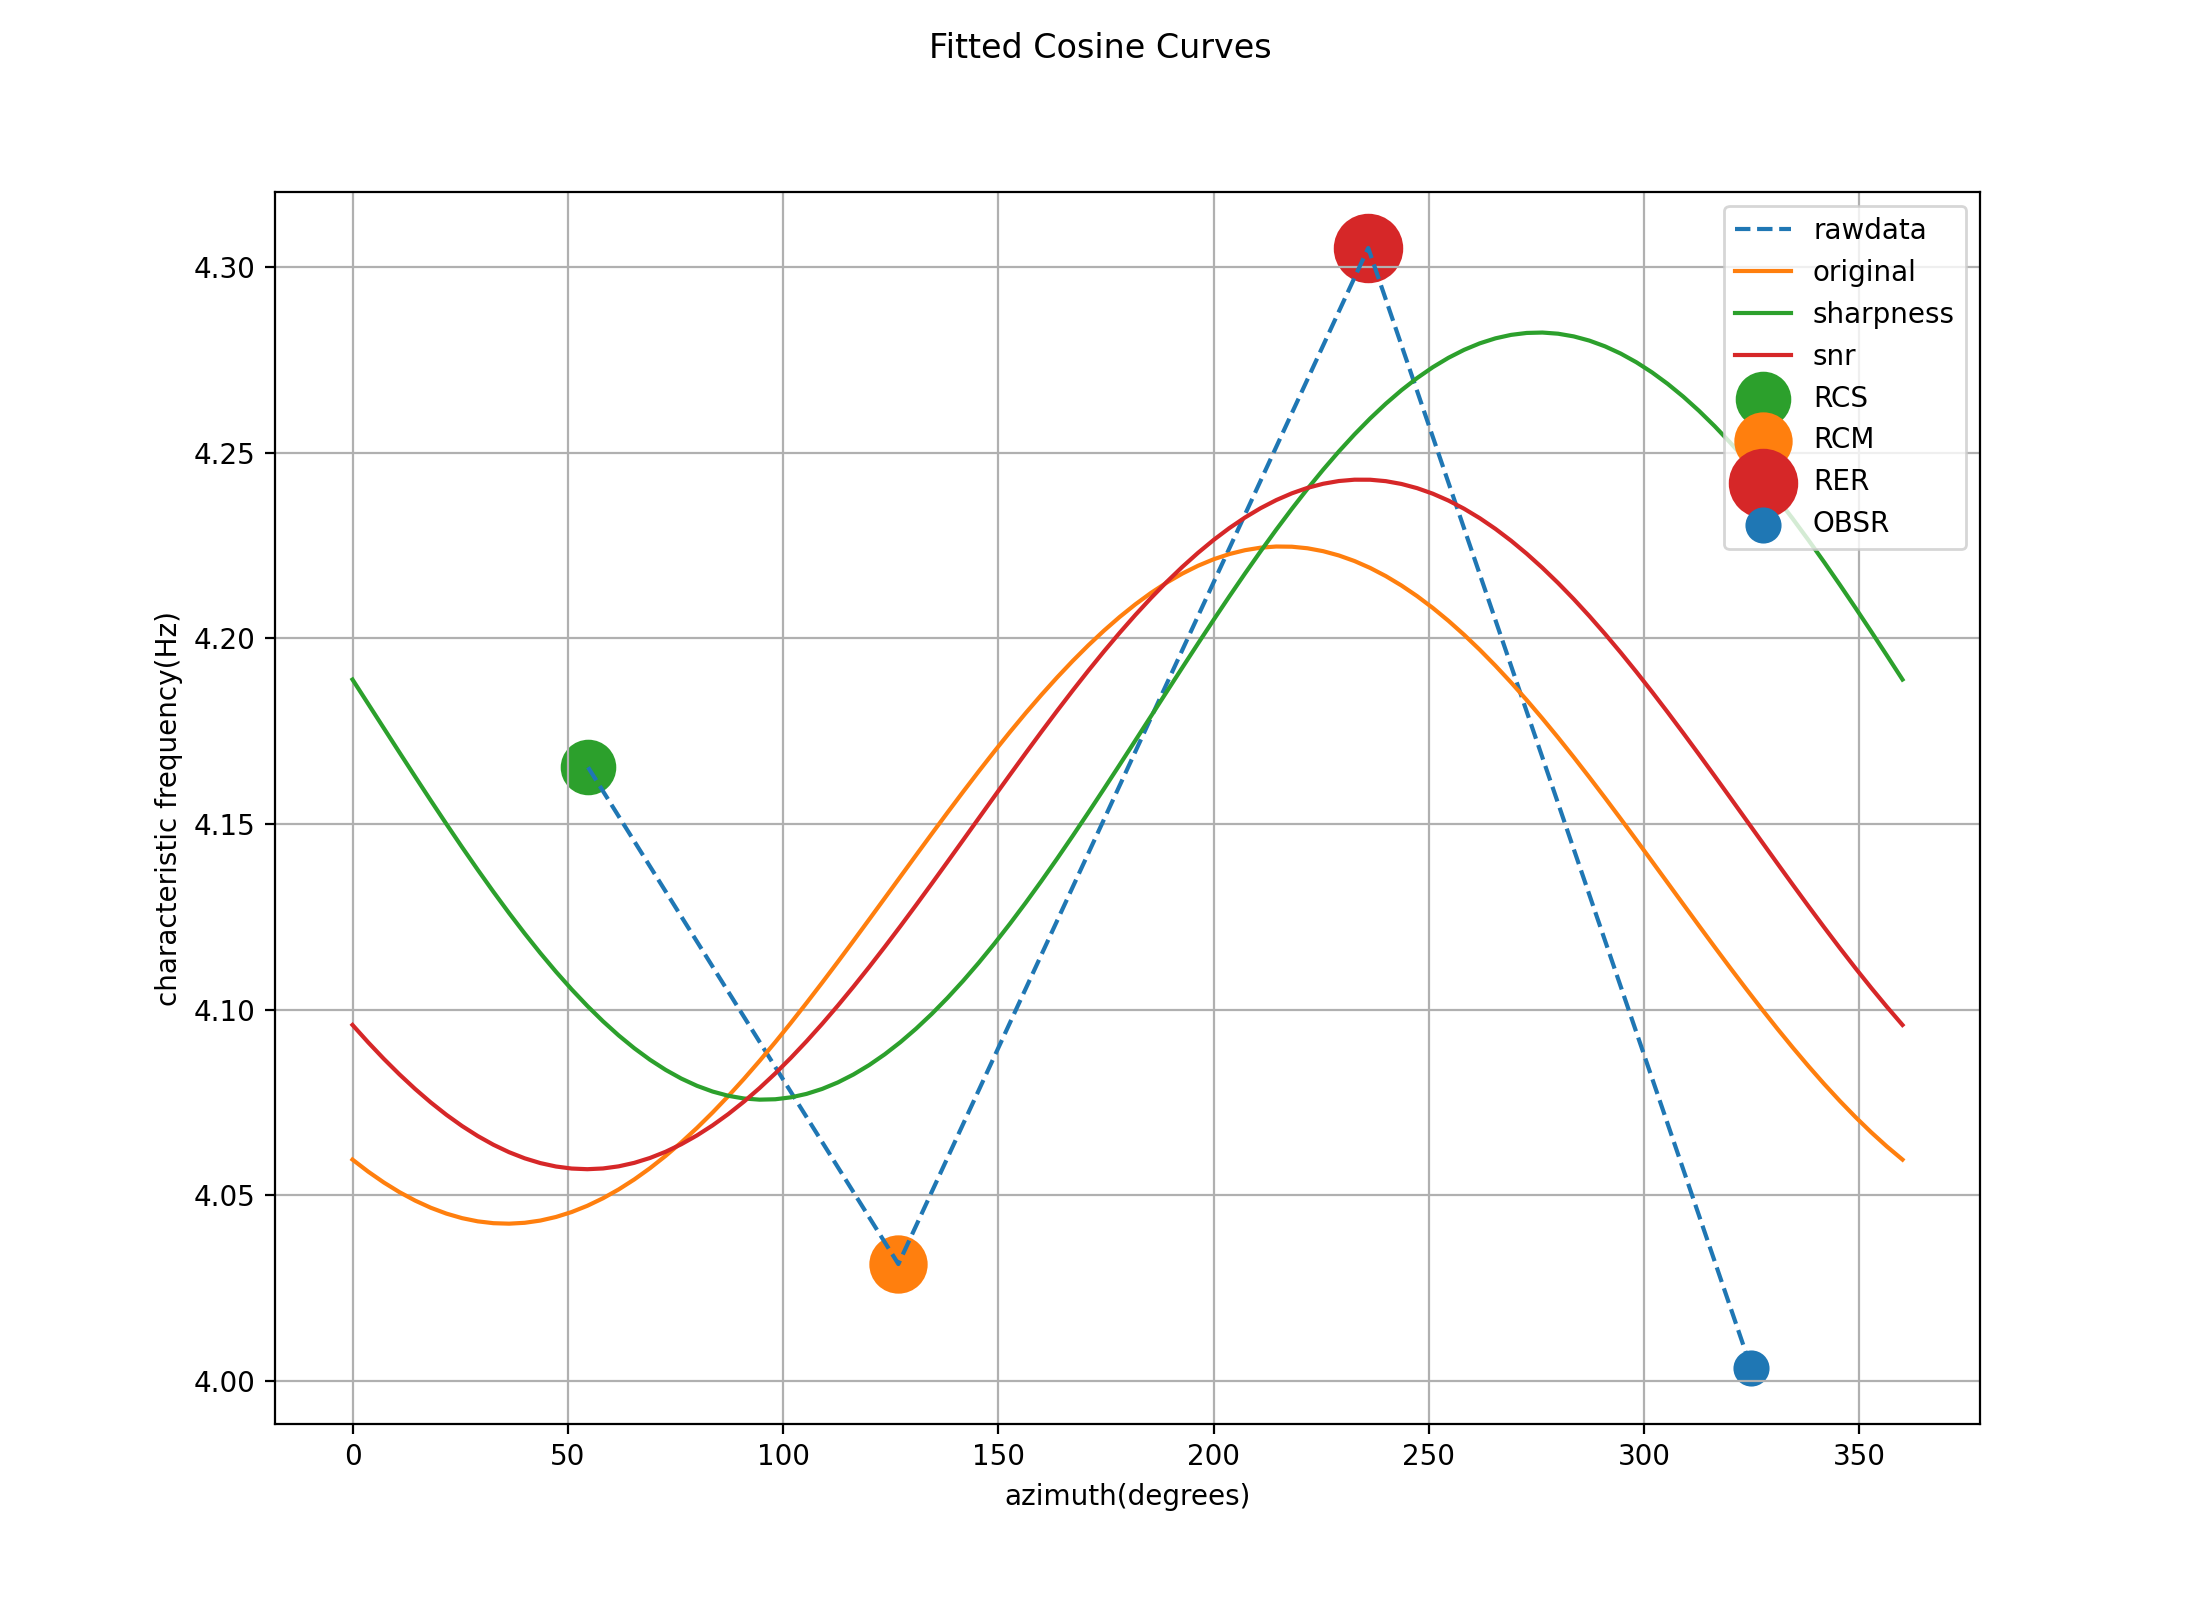 Fitted Cosine Curves
rawdata
original
sharpness
snr
RCS
RCM
RER
OBSR
characteristic frequency(Hz)
4.30
4.25
4.20
4.15
4.10
4.05
4.00
0 50 100 150 200 250 300 350
azimuth(degrees)